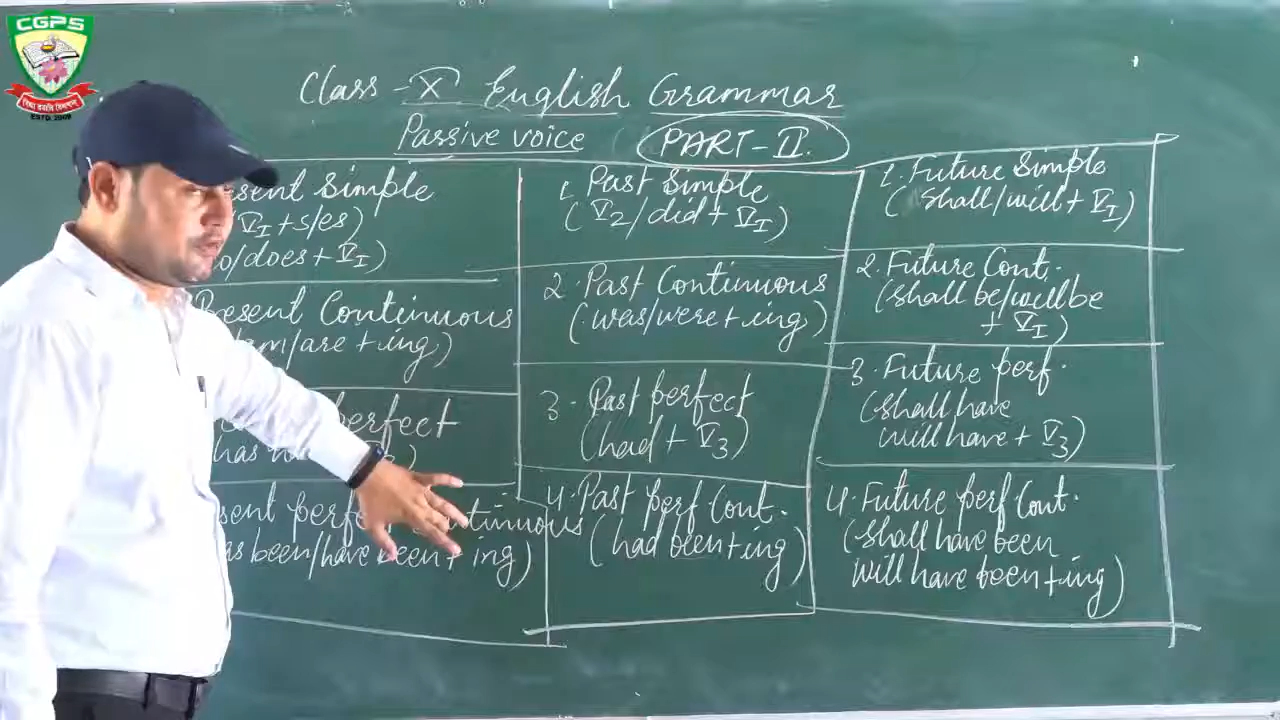 CGPS
বিদ্যা জয়তি বিদ্যালয়
ESTD. 2009
Class - X English Grammar
Passive voice PART-II.
esent Simple
V1 + s/es)
o/does + V1)
Present Continuous
/am/are + ing)
perfect
has
sent perfect Continuous
as been/have been + ing)
1. Past Simple
(V2/did + V1)
2. Past Continuous
(was/were + ing)
3. Past perfect
(had + V3)
4. Past perf Cont.
(had been + ing)
1. Future Simple
(Shall/will + V1)
2. Future Cont.
(Shall be/will be
+ V1)
3. Future perf.
(Shall have
will have + V3)
4. Future perf Cont.
(Shall have been
will have been + ing)